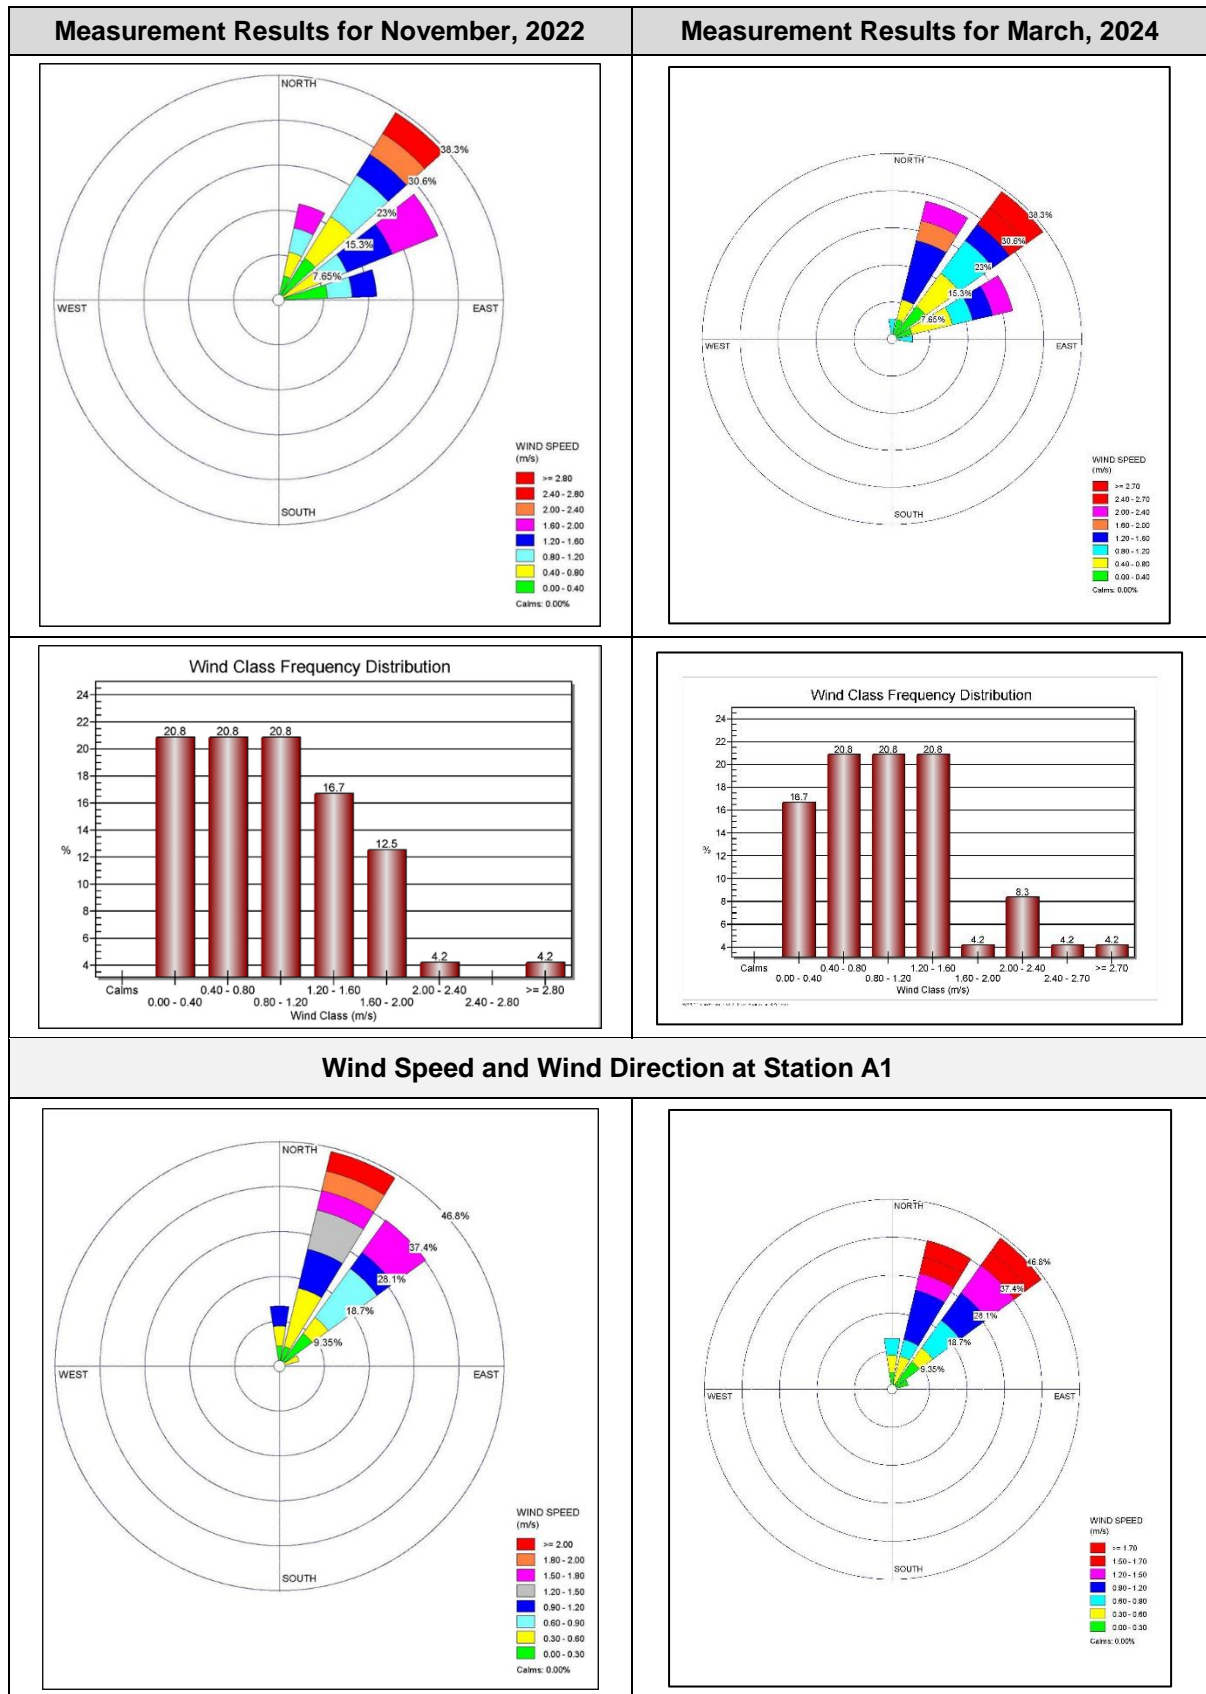 Measurement Results for November, 2022
Measurement Results for March, 2024
NORTH
38.3%
30.6%
23%
15.3%
7.65%
WEST
EAST
WIND SPEED
(m/s)
>= 2.80
2.40 - 2.80
2.00 - 2.40
1.60 - 2.00
1.20 - 1.60
0.80 - 1.20
0.40 - 0.80
0.00 - 0.40
Calms: 0.00%
SOUTH
NORTH
38.3%
30.6%
23%
15.3%
7.65%
WEST
EAST
WIND SPEED
(m/s)
>= 2.70
2.40 - 2.70
2.00 - 2.40
1.60 - 2.00
1.20 - 1.60
0.80 - 1.20
0.40 - 0.80
0.00 - 0.40
Calms: 0.00%
SOUTH
Wind Class Frequency Distribution
24
22
20
18
16
14
12
10
8
6
4
%
20.8
20.8
20.8
16.7
12.5
4.2
4.2
Calms
0.00 - 0.40
0.40 - 0.80
0.80 - 1.20
1.20 - 1.60
1.60 - 2.00
2.00 - 2.40
2.40 - 2.80
>= 2.80
Wind Class (m/s)
Wind Class Frequency Distribution
24
22
20
18
16
14
12
10
8
6
4
%
16.7
20.8
20.8
20.8
4.2
8.3
4.2
4.2
Calms
0.00 - 0.40
0.40 - 0.80
0.80 - 1.20
1.20 - 1.60
1.60 - 2.00
2.00 - 2.40
2.40 - 2.70
>= 2.70
Wind Class (m/s)
Wind Speed and Wind Direction at Station A1
NORTH
46.8%
37.4%
28.1%
18.7%
9.35%
WEST
EAST
WIND SPEED
(m/s)
>= 2.00
1.80 - 2.00
1.50 - 1.80
1.20 - 1.50
0.90 - 1.20
0.60 - 0.90
0.30 - 0.60
0.00 - 0.30
Calms: 0.00%
SOUTH
NORTH
46.8%
37.4%
28.1%
18.7%
9.35%
WEST
EAST
WIND SPEED
(m/s)
>= 1.70
1.50 - 1.70
1.20 - 1.50
0.90 - 1.20
0.60 - 0.90
0.30 - 0.60
0.00 - 0.30
Calms: 0.00%
SOUTH